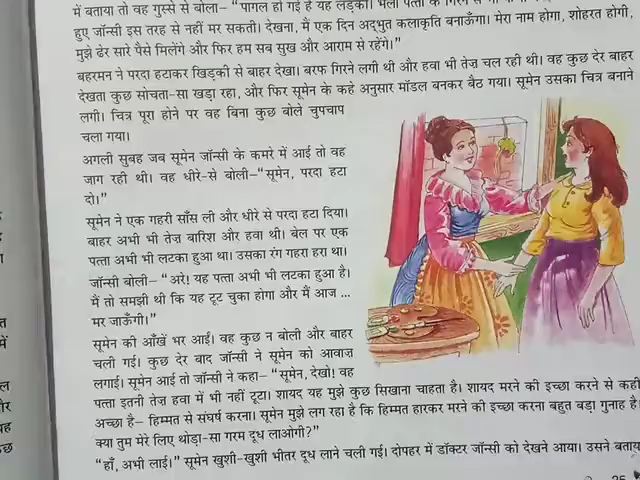 में बताया तो वह गुस्से से बोला– "पागल हो गई है यह लड़की। भला पत्तों के गिरने से
हुए जॉन्सी इस तरह से नहीं मर सकती। देखना, मैं एक दिन अद्‌भुत कलाकृति बनाऊँगा। मेरा नाम होगा, शोहरत होगी,
मुझे ढेर सारे पैसे मिलेंगे और फिर हम सब सुख और आराम से रहेंगे।"
बहरमन ने परदा हटाकर खिड़की से बाहर देखा। बरफ गिरने लगी थी और हवा भी तेज चल रही थी। वह कुछ देर बाहर
देखता कुछ सोचता-सा खड़ा रहा, और फिर सूमेन के कहे अनुसार मॉडल बनकर बैठ गया। सूमेन उसका चित्र बनाने
लगी। चित्र पूरा होने पर वह बिना कुछ बोले चुपचाप
चला गया।
अगली सुबह जब सूमेन जॉन्सी के कमरे में आई तो वह
जाग रही थी। वह धीरे-से बोली–"सूमेन, परदा हटा
दो।"
सूमेन ने एक गहरी साँस ली और धीरे से परदा हटा दिया।
बाहर अभी भी तेज़ बारिश और हवा थी। बेल पर एक
पत्ता अभी भी लटका हुआ था। उसका रंग गहरा हरा था।
जॉन्सी बोली– "अरे! यह पत्ता अभी भी लटका हुआ है।
मैं तो समझी थी कि यह टूट चुका होगा और मैं आज ...
मर जाऊँगी।"
सूमेन की आँखें भर आईं। वह कुछ न बोली और बाहर
चली गई। कुछ देर बाद जॉन्सी ने सूमेन को आवाज़
लगाई। सूमेन आई तो जॉन्सी ने कहा– "सूमेन, देखो! वह
पत्ता इतनी तेज़ हवा में भी नहीं टूटा। शायद यह मुझे कुछ सिखाना चाहता है। शायद मरने की इच्छा करने से कहीं
अच्छा है– हिम्मत से संघर्ष करना। सूमेन मुझे लग रहा है कि हिम्मत हारकर मरने की इच्छा करना बहुत बड़ा गुनाह है।
क्या तुम मेरे लिए थोड़ा-सा गरम दूध लाओगी?"
"हाँ, अभी लाई।" सूमेन खुशी-खुशी भीतर दूध लाने चली गई। दोपहर में डॉक्टर जॉन्सी को देखने आया। उसने बताया